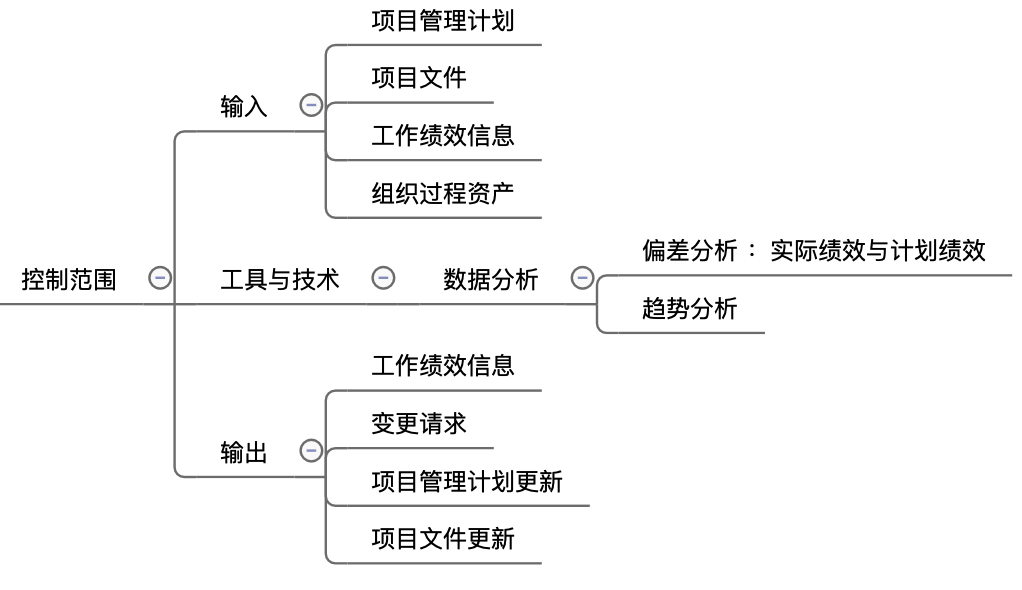 项目管理计划
项目文件
输入
工作绩效信息
组织过程资产
偏差分析 ： 实际绩效与计划绩效
控制范围
工具与技术
数据分析
趋势分析
工作绩效信息
变更请求
输出
项目管理计划更新
项目文件更新